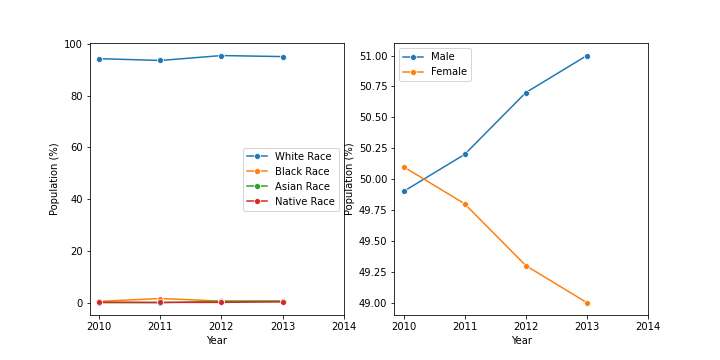 100
80
60
40
20
0
Population (%)
White Race
Black Race
Asian Race
Native Race
2010 2011 2012 2013 2014
Year
51.00
50.75
50.50
50.25
50.00
49.75
49.50
49.25
49.00
Population (%)
Male
Female
2010 2011 2012 2013 2014
Year